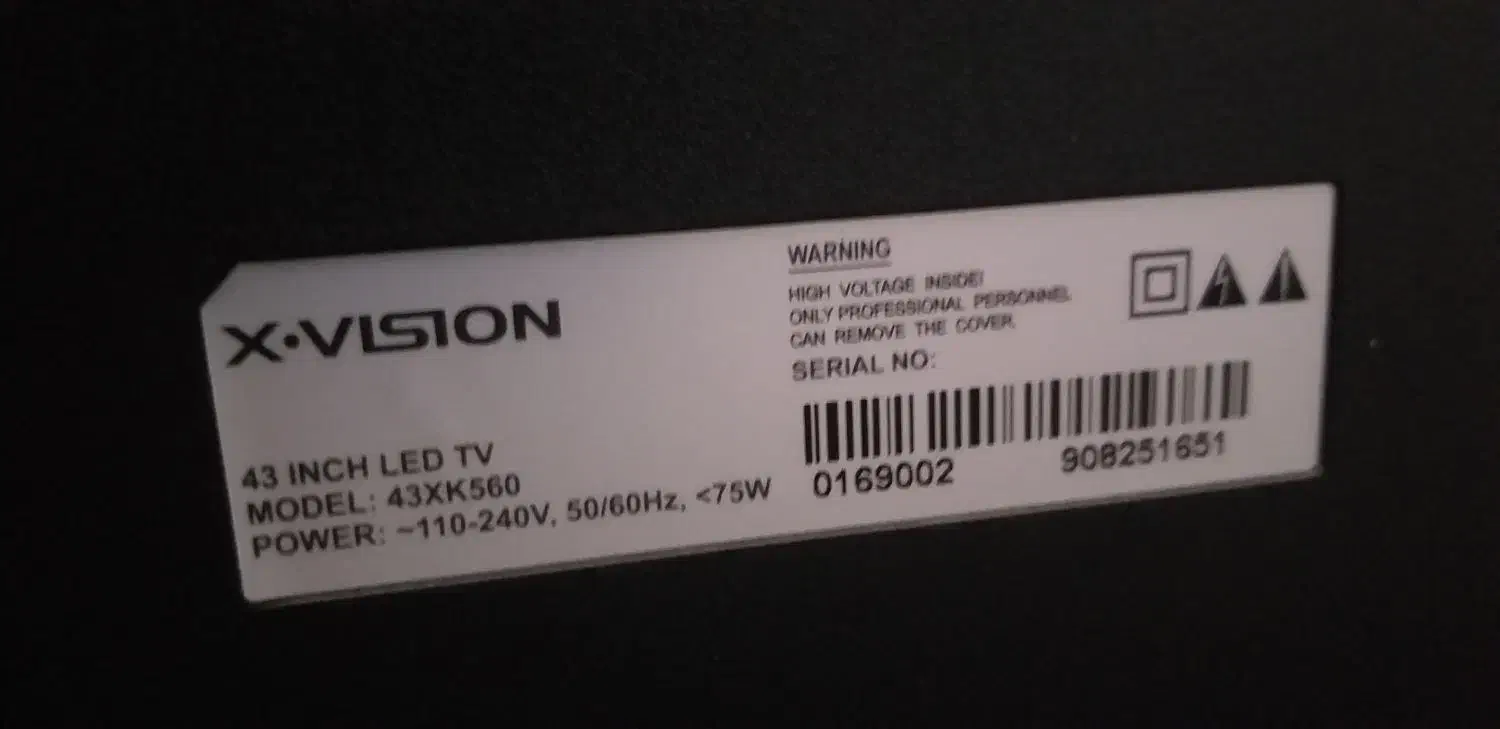 X·VISION
43 INCH LED TV
MODEL: 43XK560
POWER: ~110-240V, 50/60Hz, <75W
WARNING
HIGH VOLTAGE INSIDE!
ONLY PROFESSIONAL PERSONNEL
CAN REMOVE THE COVER.
SERIAL NO:
0169002 908251651